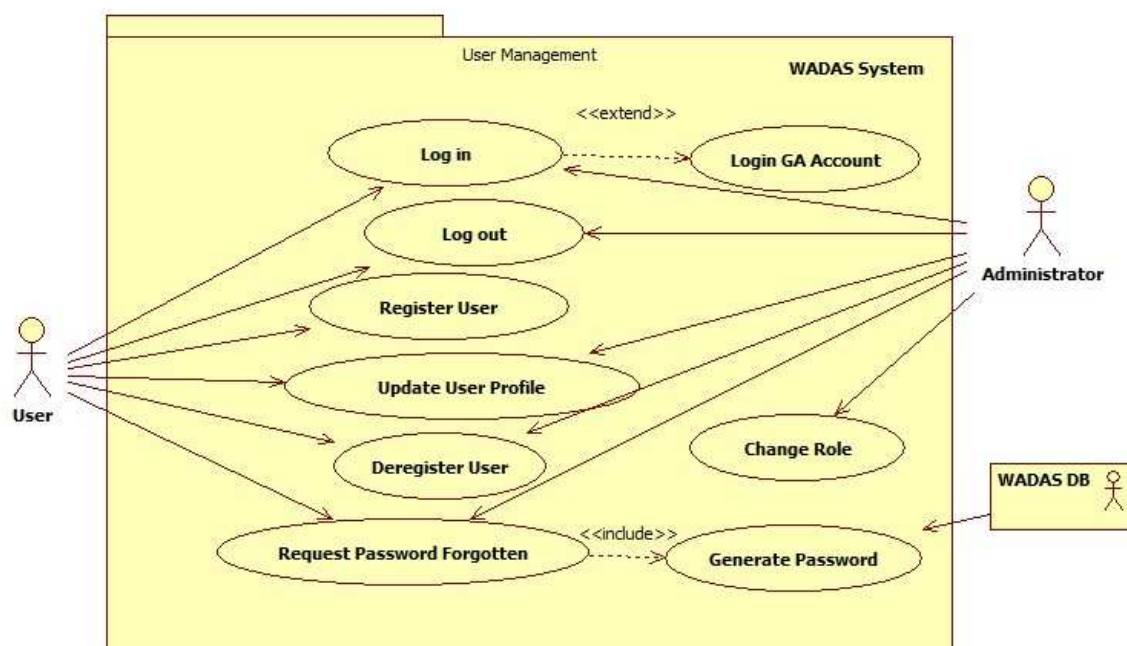 User Management
WADAS System
<<extend>>
Log in
Login GA Account
Log out
Administrator
Register User
User
Update User Profile
Change Role
Deregister User
WADAS DB
<<include>>
Request Password Forgotten
Generate Password